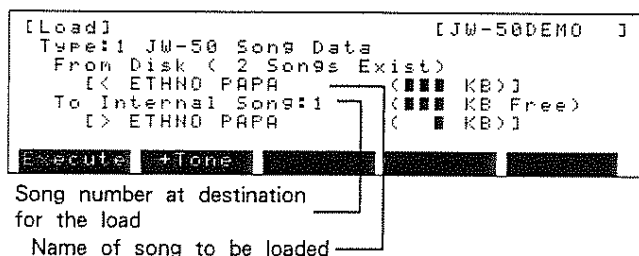 [Load] [JW-50DEMO ]
Type:1 JW-50 Song Data
From Disk ( 2 Songs Exist)
[< ETHNO PAPA (███ KB)]
To Internal Song:1 (███ KB Free)
[> ETHNO PAPA ( █ KB)]
Execute +Tone
Song number at destination
for the load
Name of song to be loaded